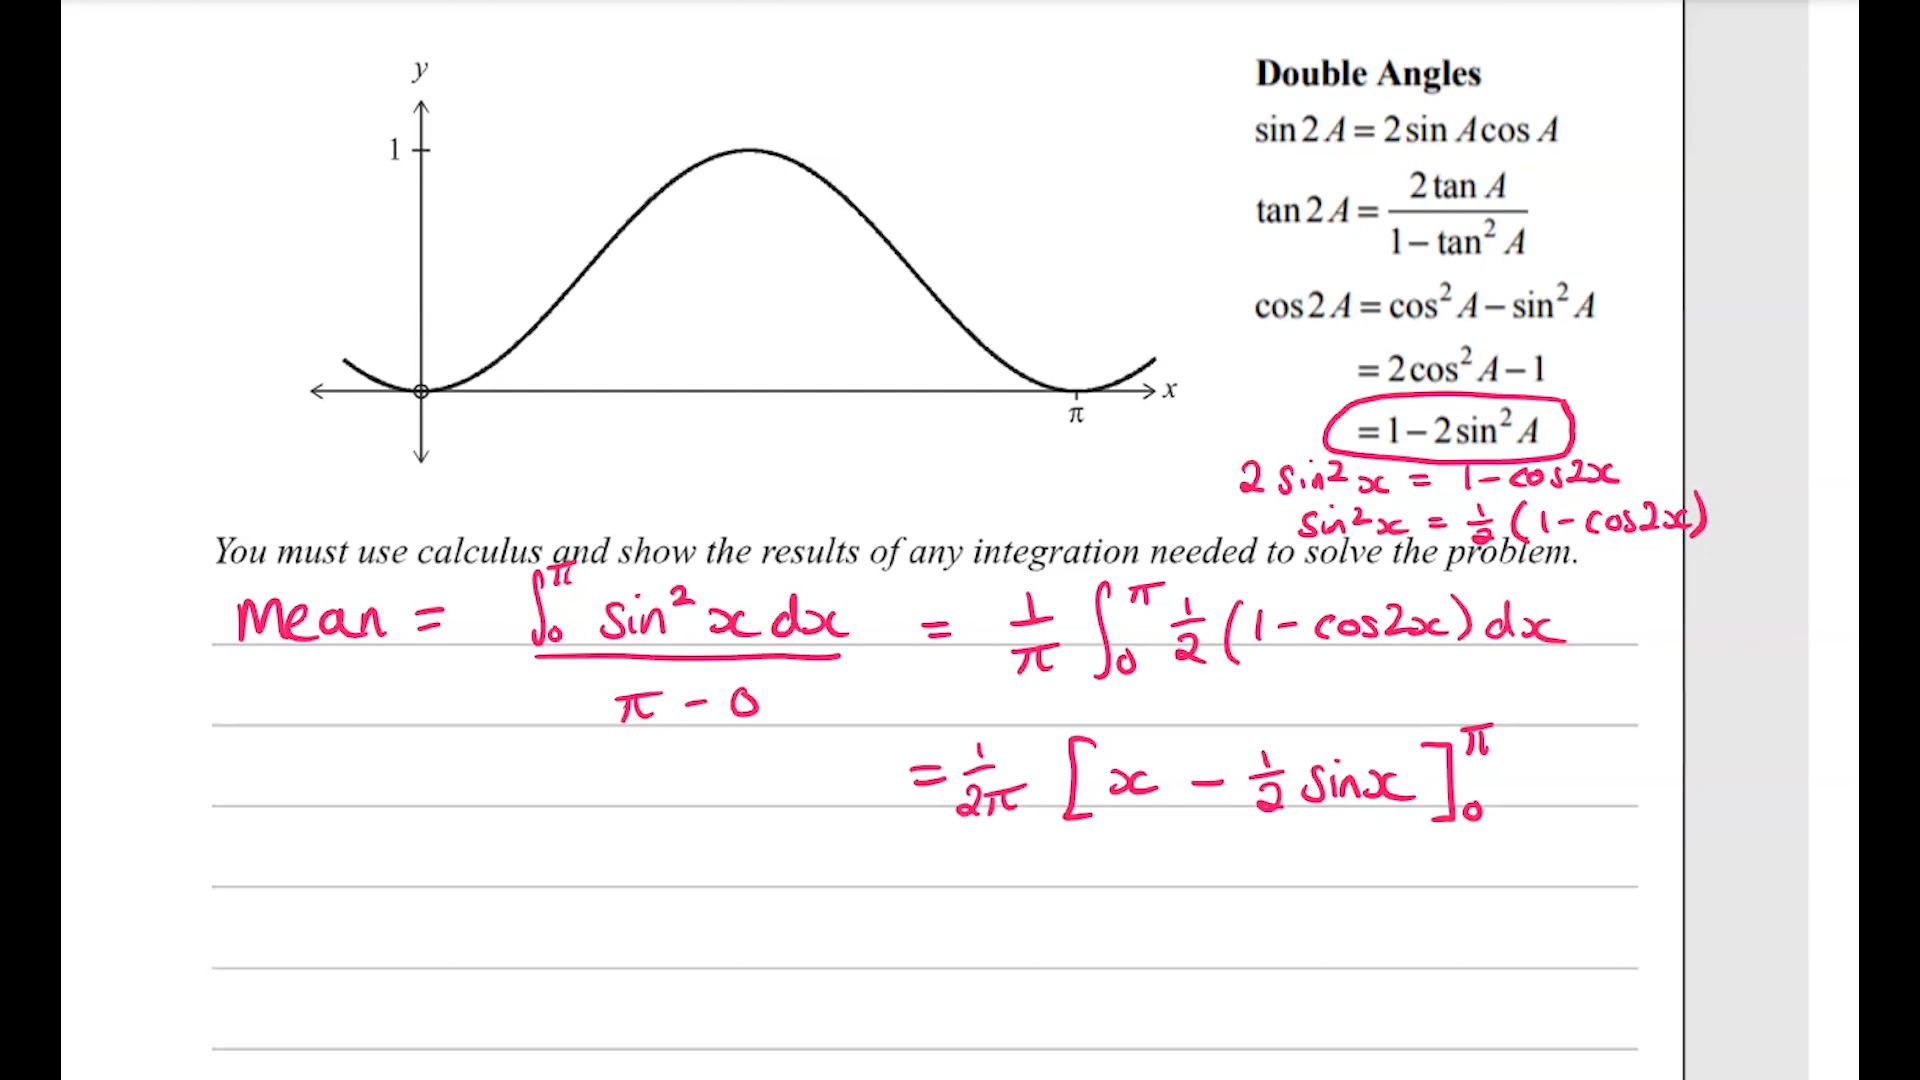 y
1
x
π
Double Angles
sin 2A = 2 sin A cos A
tan 2A = 2 tan A / 1 − tan² A
cos 2A = cos² A − sin² A
= 2 cos² A − 1
= 1 − 2 sin² A
2 sin² x = 1 − cos2x
sin² x = ½ (1 − cos2x)
You must use calculus and show the results of any integration needed to solve the problem.
Mean = ∫₀^π sin² x dx / π − 0 = 1/π ∫₀^π ½ (1 − cos2x) dx
= 1/2π [x − ½ sinx]₀^π